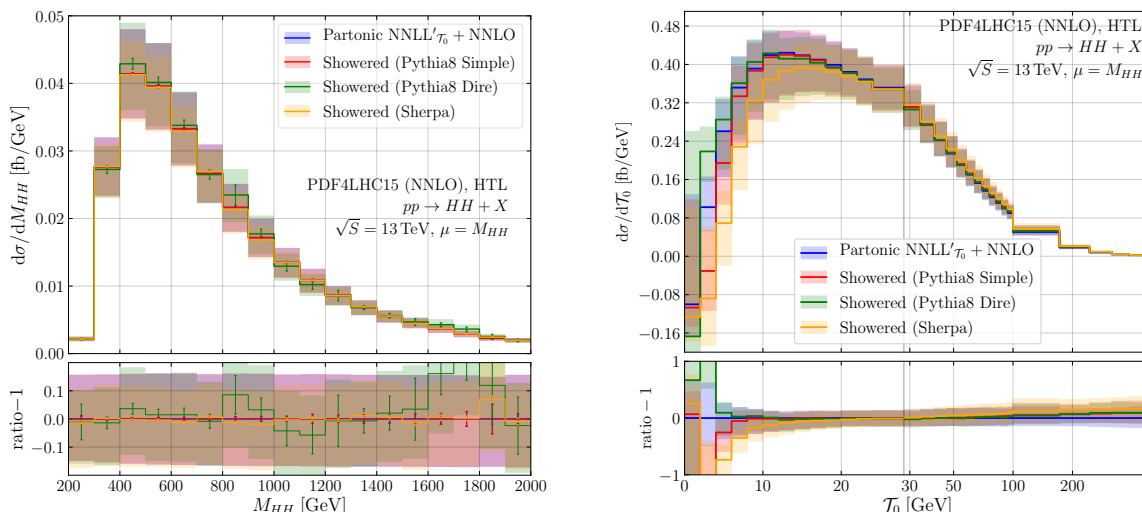 0.05
0.04
0.03
0.02
0.01
0.00
dσ/dM_HH [fb/GeV]
Partonic NNLL′_𝒯₀ + NNLO
Showered (Pythia8 Simple)
Showered (Pythia8 Dire)
Showered (Sherpa)
PDF4LHC15 (NNLO), HTL
pp → HH + X
√S = 13 TeV, μ = M_HH
0.1
0.0
−0.1
ratio−1
200 400 600 800 1000 1200 1400 1600 1800 2000
M_HH [GeV]
0.48
0.40
0.32
0.24
0.16
0.08
0.00
−0.08
−0.16
dσ/d𝒯₀ [fb/GeV]
PDF4LHC15 (NNLO), HTL
pp → HH + X
√S = 13 TeV, μ = M_HH
Partonic NNLL′_𝒯₀ + NNLO
Showered (Pythia8 Simple)
Showered (Pythia8 Dire)
Showered (Sherpa)
1
0
−1
ratio−1
0 10 20 30 50 100 200
𝒯₀ [GeV]